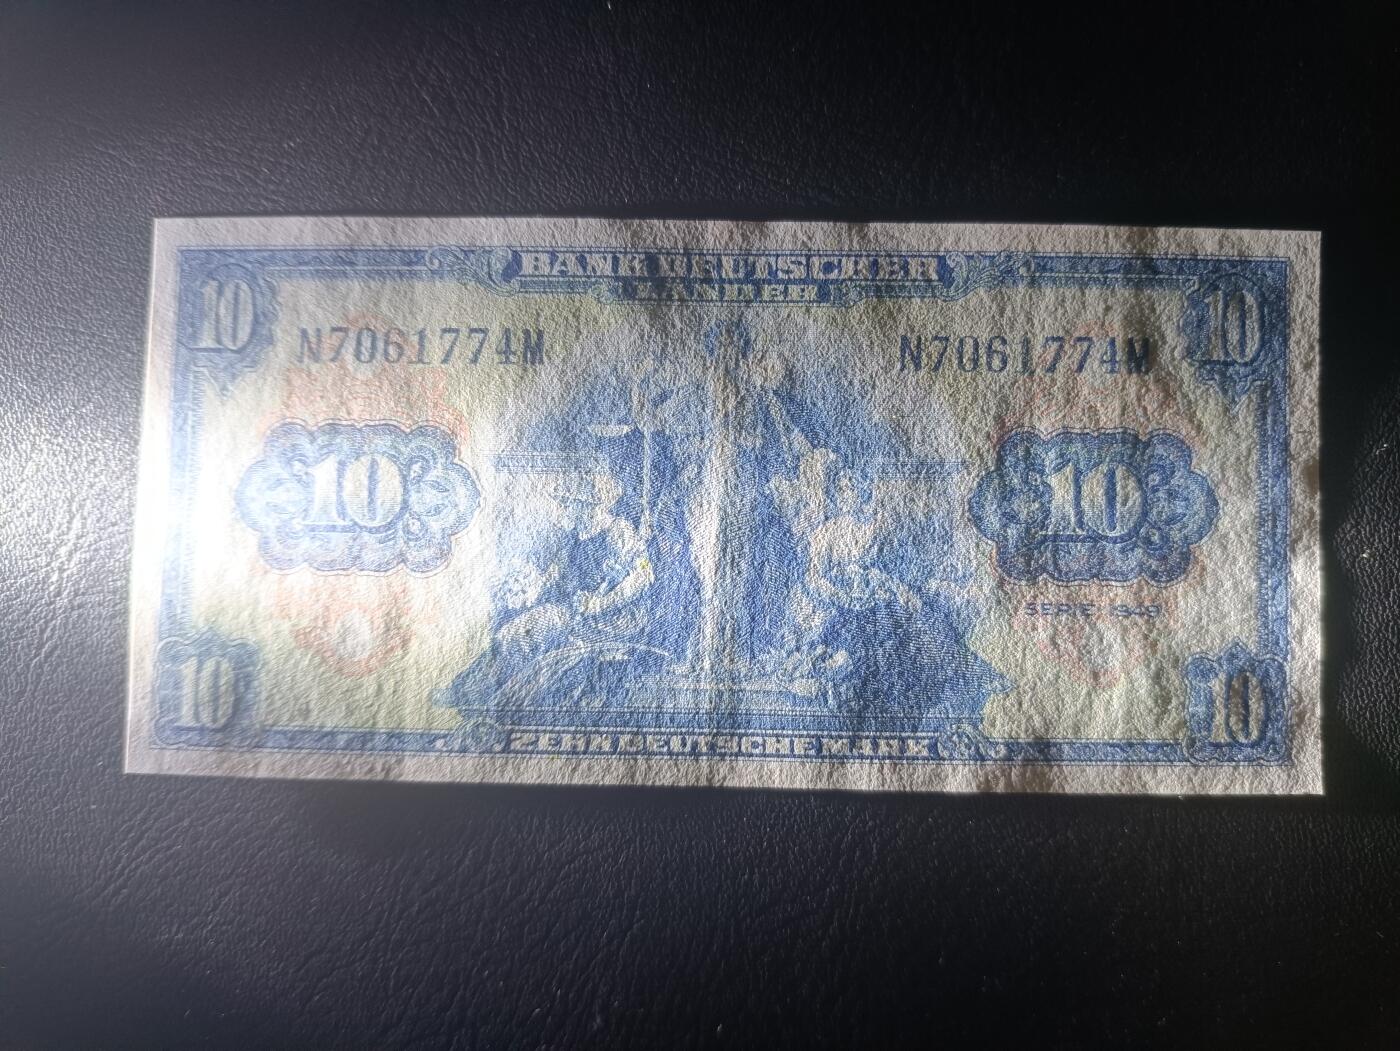 BANK DEUTSCHER
LÄNDER
10 10
N7061774M N7061774M
10 10
SERIE 1949
10 10
ZEHN DEUTSCHE MARK